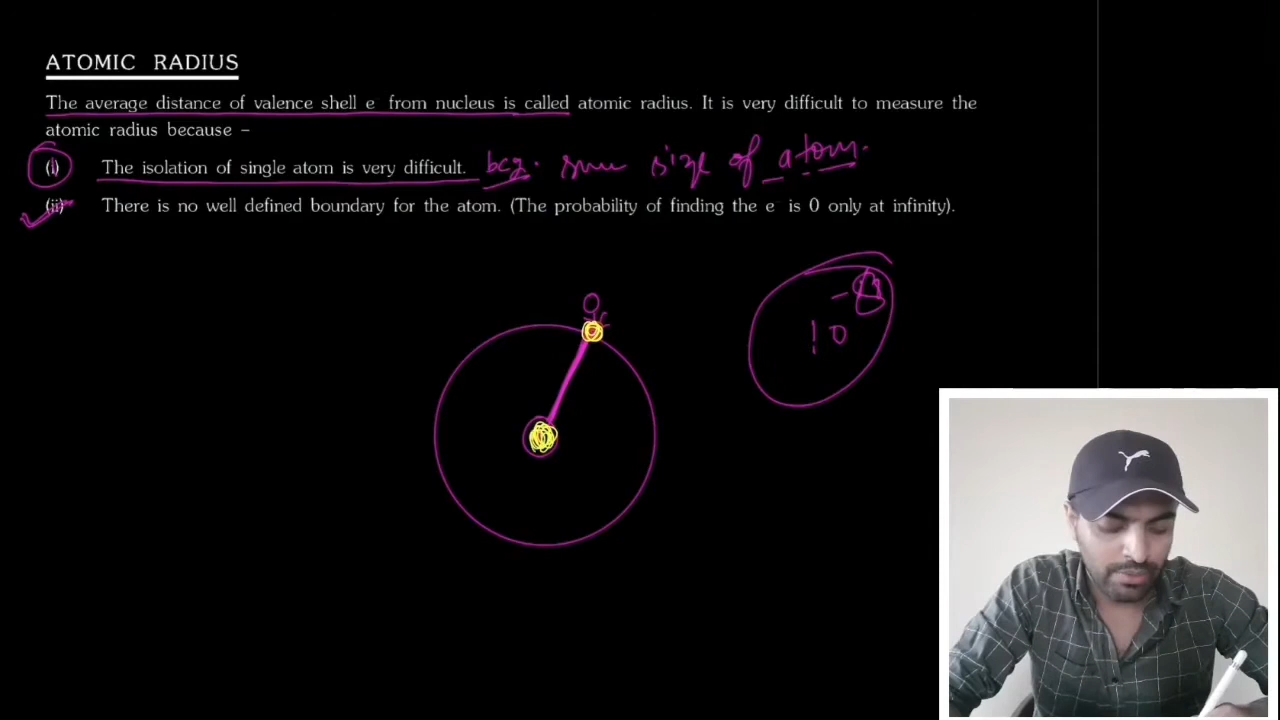 ATOMIC RADIUS
The average distance of valence shell e from nucleus is called atomic radius. It is very difficult to measure the
atomic radius because –
(i) The isolation of single atom is very difficult. bcz. size of atom.
(ii) There is no well defined boundary for the atom. (The probability of finding the e is 0 only at infinity).
10